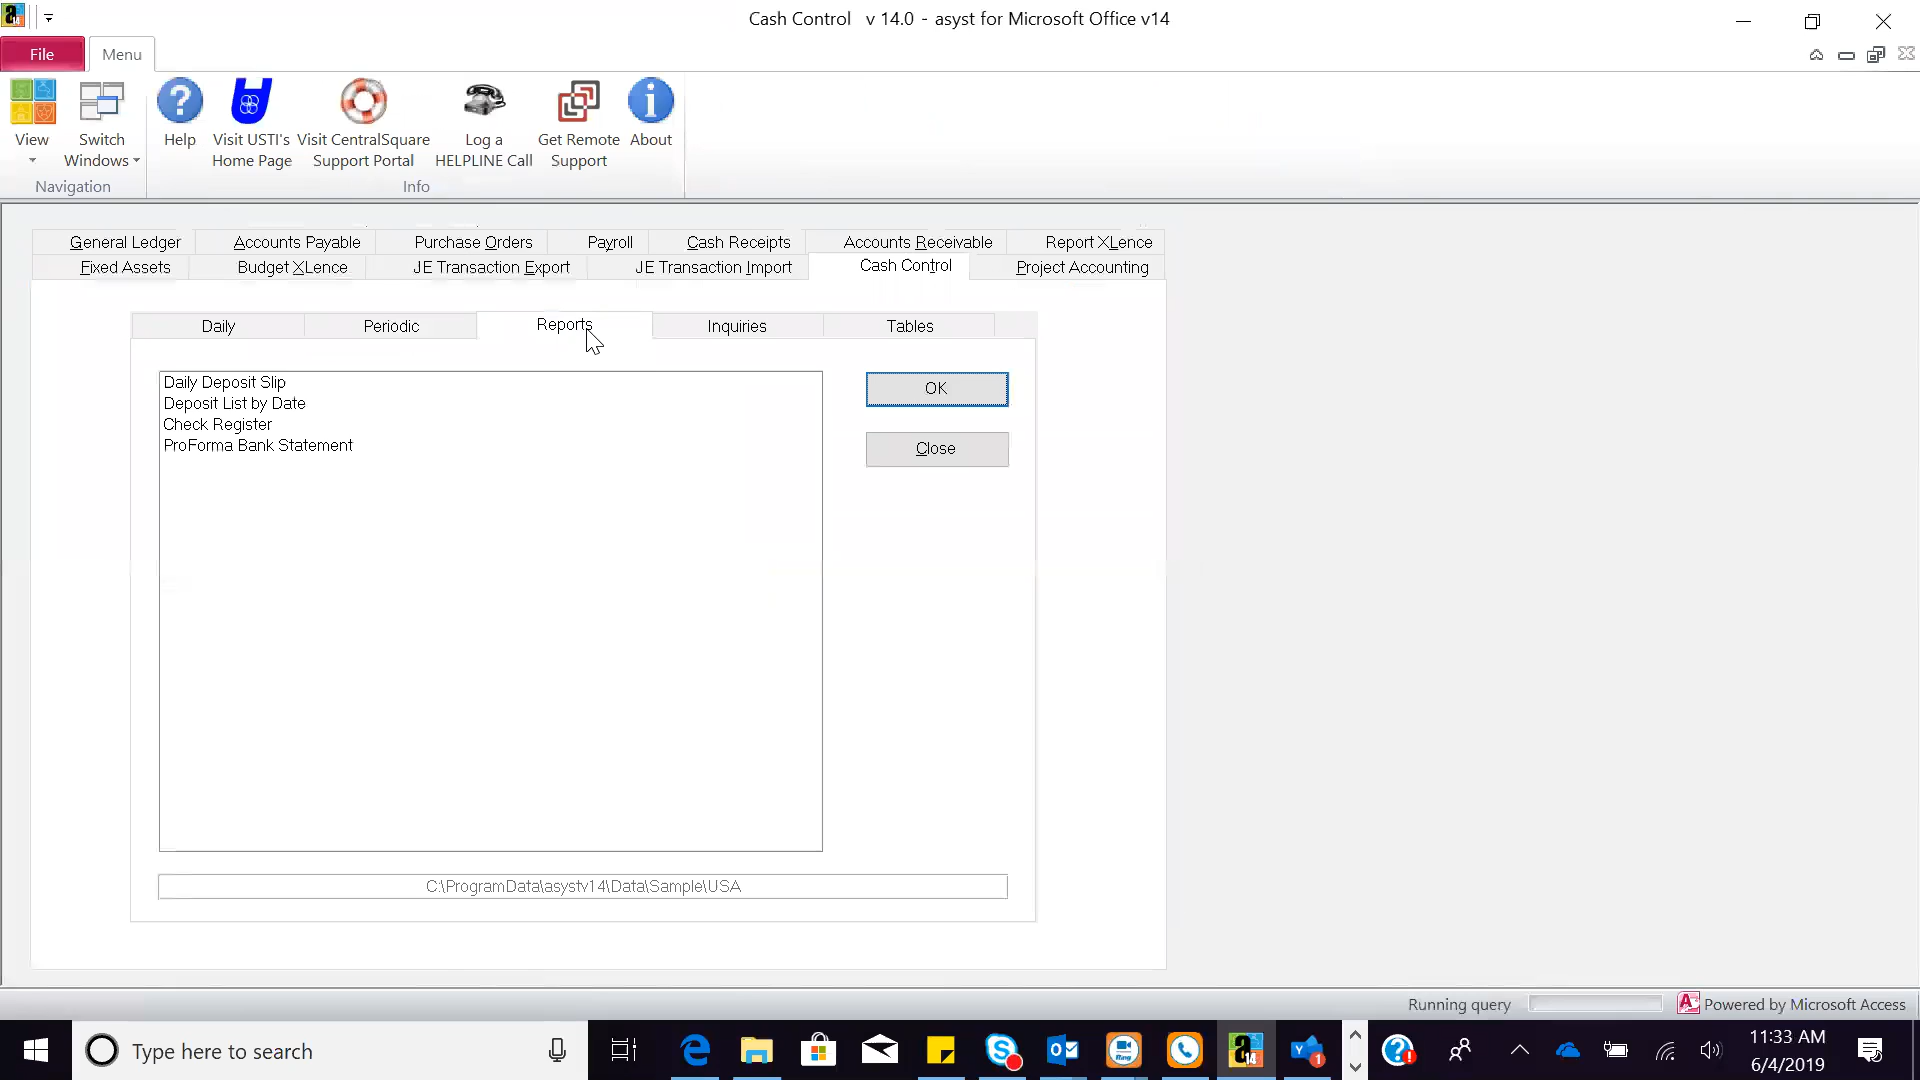 Cash Control v 14.0 - asyst for Microsoft Office v14
File
Menu
View
Switch Windows
Help
Visit USTI's Home Page
Visit CentralSquare Support Portal
Log a HELPLINE Call
Get Remote Support
About
Navigation
Info
General Ledger
Accounts Payable
Purchase Orders
Payroll
Cash Receipts
Accounts Receivable
Report XLence
Fixed Assets
Budget XLence
JE Transaction Export
JE Transaction Import
Cash Control
Project Accounting
Daily
Periodic
Reports
Inquiries
Tables
Daily Deposit Slip
Deposit List by Date
Check Register
ProForma Bank Statement
OK
Close
C:\ProgramData\asystv14\Data\Sample\USA
Running query
Powered by Microsoft Access
Type here to search
11:33 AM
6/4/2019